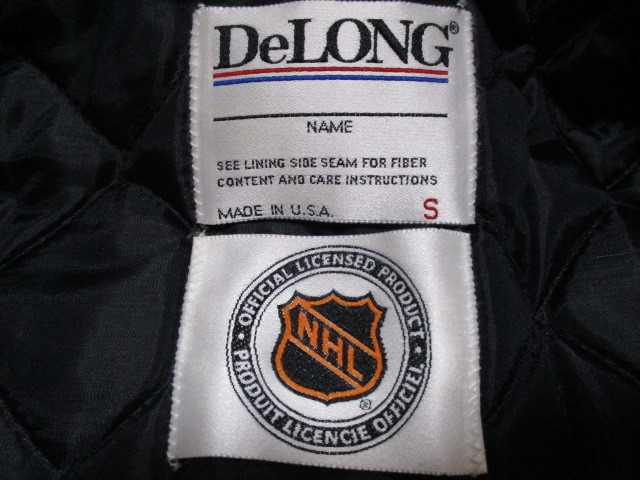 DeLONG®
NAME
SEE LINING SIDE SEAM FOR FIBER
CONTENT AND CARE INSTRUCTIONS
MADE IN U.S.A. S
• OFFICIAL LICENSED PRODUCT •
NHL
®
PRODUIT LICENCIE OFFICIEL